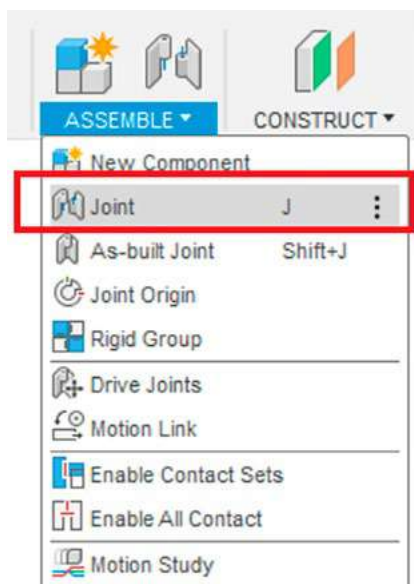 ASSEMBLE CONSTRUCT
New Component
Joint J
As-built Joint Shift+J
Joint Origin
Rigid Group
Drive Joints
Motion Link
Enable Contact Sets
Enable All Contact
Motion Study